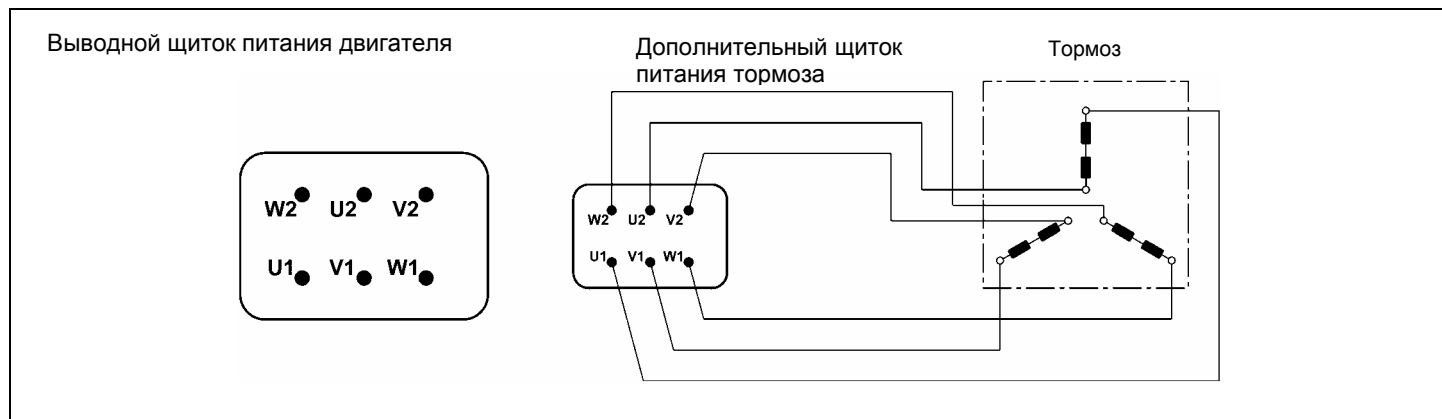 Выводной щиток питания двигателя
Дополнительный щиток
питания тормоза
Тормоз
W2 U2 V2
U1 V1 W1
W2 U2 V2
U1 V1 W1